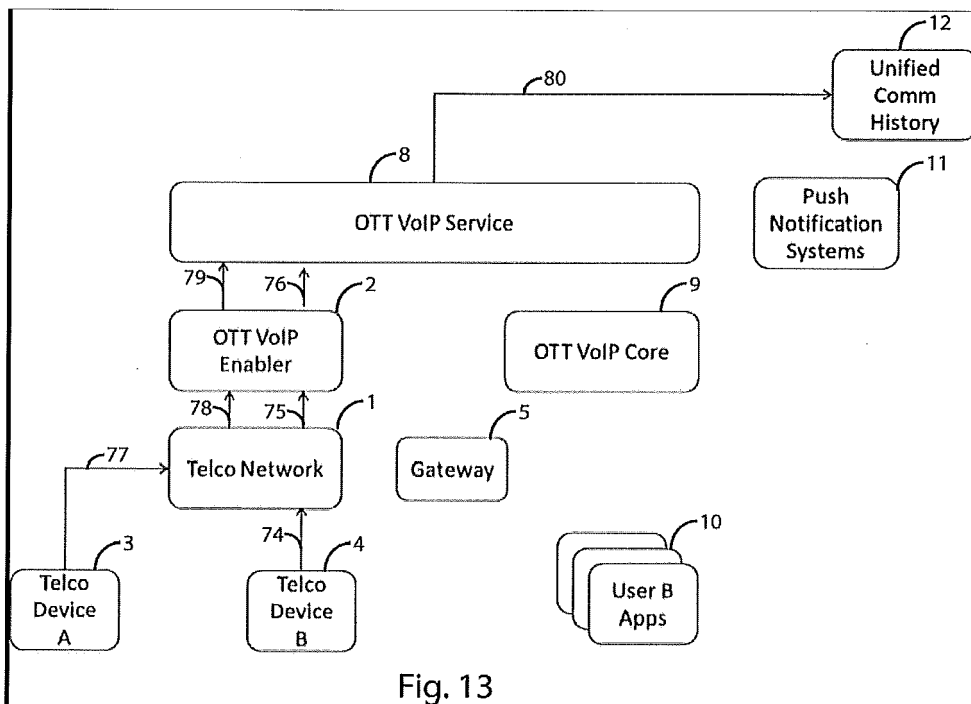 12
Unified
Comm
History
80
8
11
OTT VoIP Service
Push
Notification
Systems
79
76
2
9
OTT VoIP
Enabler
OTT VoIP Core
78
75
1
5
77
Telco Network
Gateway
3
74
4
10
Telco
Device
A
Telco
Device
B
User B
Apps
Fig. 13